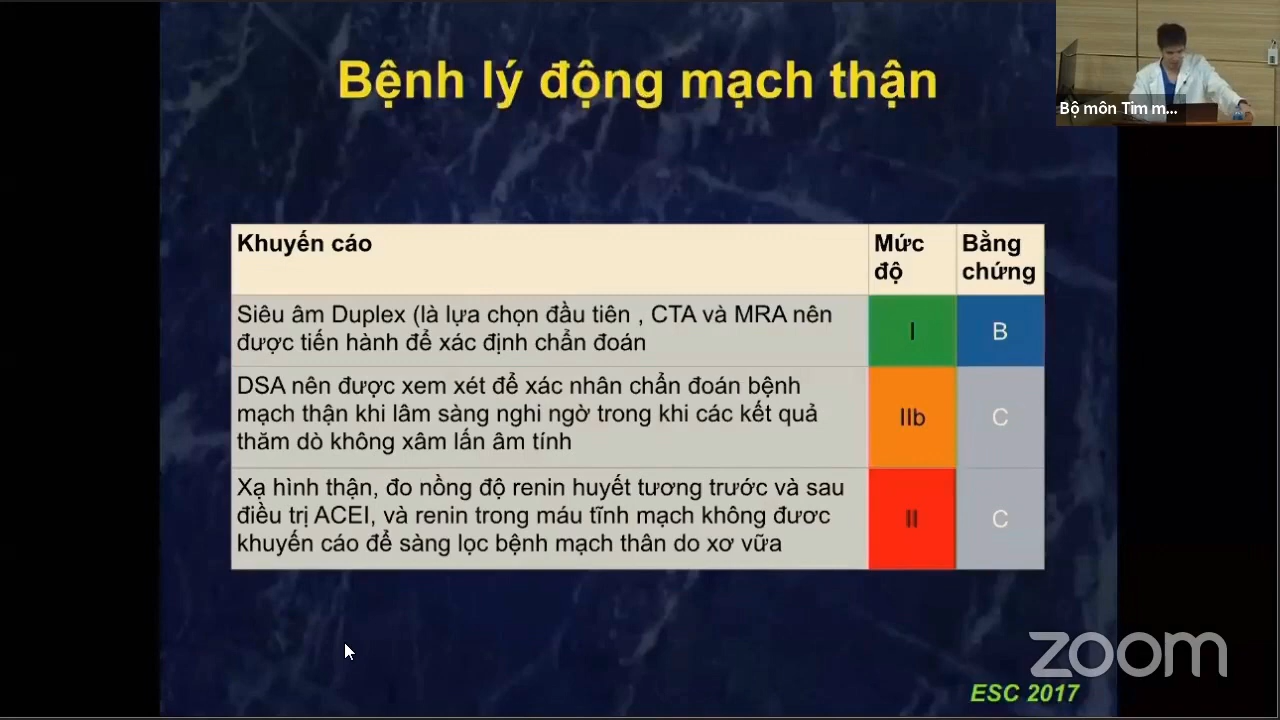 Bệnh lý động mạch thận
Bộ môn Tim m...
Khuyến cáo
Mức
độ
Bằng
chứng
Siêu âm Duplex (là lựa chọn đầu tiên , CTA và MRA nên
được tiến hành để xác định chẩn đoán
I
B
DSA nên được xem xét để xác nhân chẩn đoán bệnh
mạch thận khi lâm sàng nghi ngờ trong khi các kết quả
thăm dò không xâm lấn âm tính
IIb
C
Xạ hình thận, đo nồng độ renin huyết tương trước và sau
điều trị ACEI, và renin trong máu tĩnh mạch không đươc
khuyến cáo để sàng lọc bệnh mạch thân do xơ vữa
II
C
zoom
ESC 2017